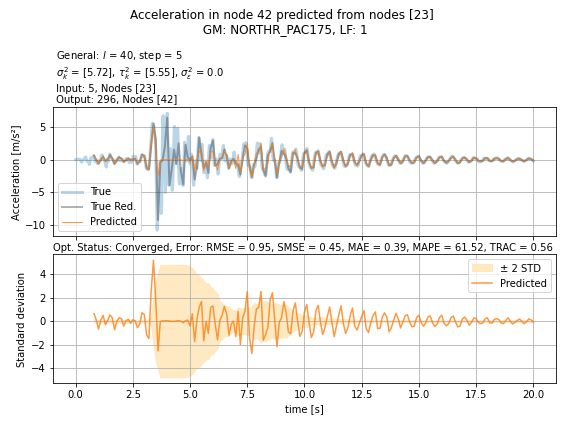 Acceleration in node 42 predicted from nodes [23]
GM: NORTHR_PAC175, LF: 1
General: l = 40, step = 5
σ²ₖ = [5.72], τ²ₖ = [5.55], σ²ε = 0.0
Input: 5, Nodes [23]
Output: 296, Nodes [42]
Acceleration [m/s²]
5
0
−5
−10
True
True Red.
Predicted
Opt. Status: Converged, Error: RMSE = 0.95, SMSE = 0.45, MAE = 0.39, MAPE = 61.52, TRAC = 0.56
Standard deviation
4
2
0
−2
−4
± 2 STD
Predicted
0.0 2.5 5.0 7.5 10.0 12.5 15.0 17.5 20.0
time [s]